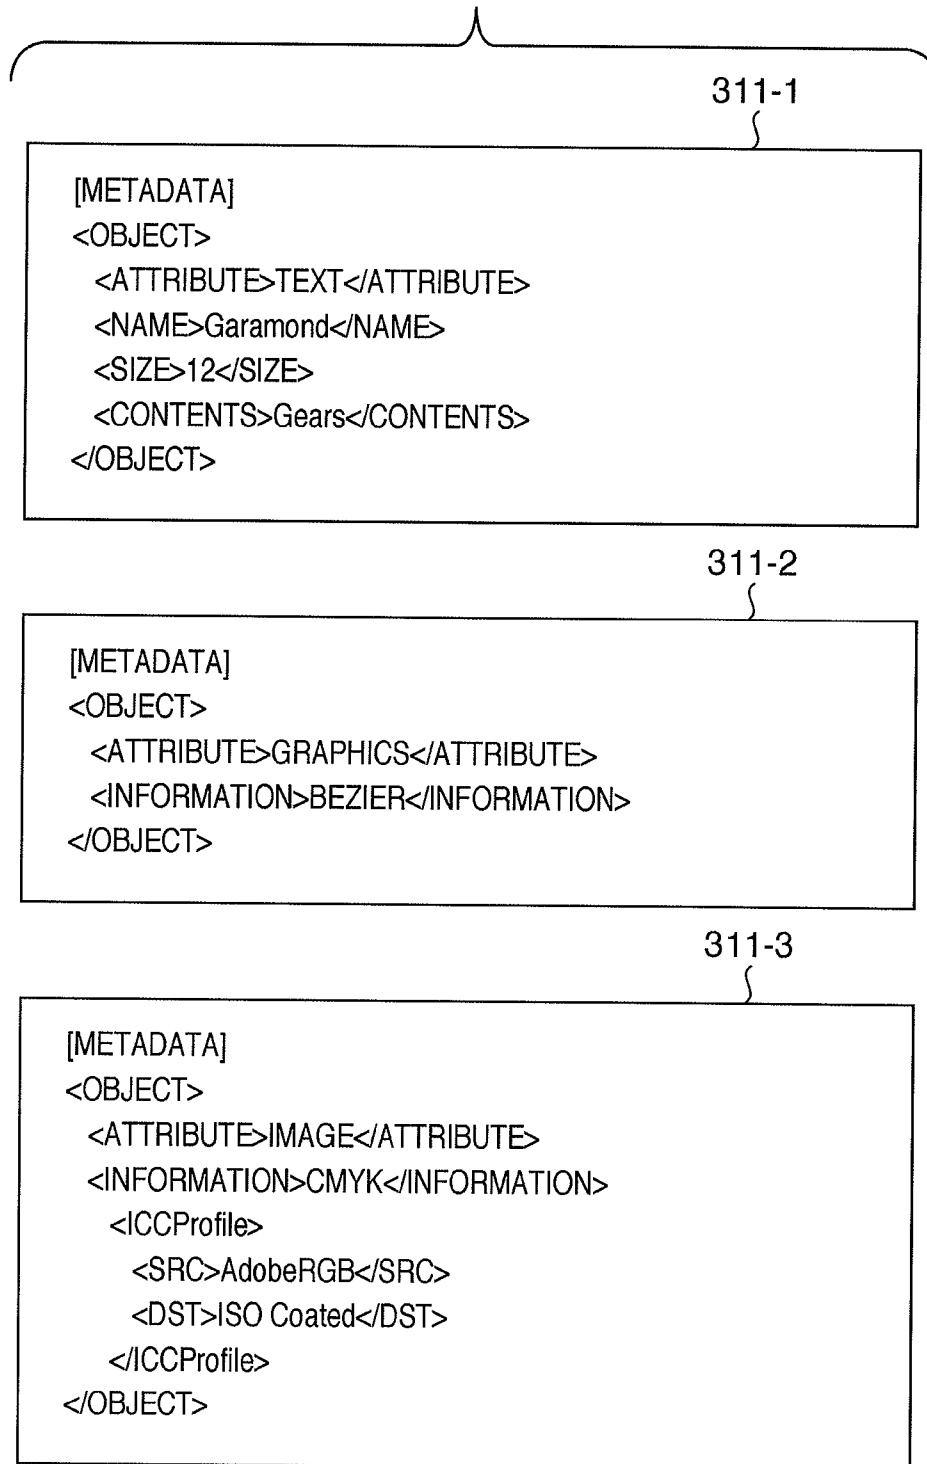 311-1
[METADATA]
<OBJECT>
<ATTRIBUTE>TEXT</ATTRIBUTE>
<NAME>Garamond</NAME>
<SIZE>12</SIZE>
<CONTENTS>Gears</CONTENTS>
</OBJECT>
311-2
[METADATA]
<OBJECT>
<ATTRIBUTE>GRAPHICS</ATTRIBUTE>
<INFORMATION>BEZIER</INFORMATION>
</OBJECT>
311-3
[METADATA]
<OBJECT>
<ATTRIBUTE>IMAGE</ATTRIBUTE>
<INFORMATION>CMYK</INFORMATION>
<ICCProfile>
<SRC>AdobeRGB</SRC>
<DST>ISO Coated</DST>
</ICCProfile>
</OBJECT>